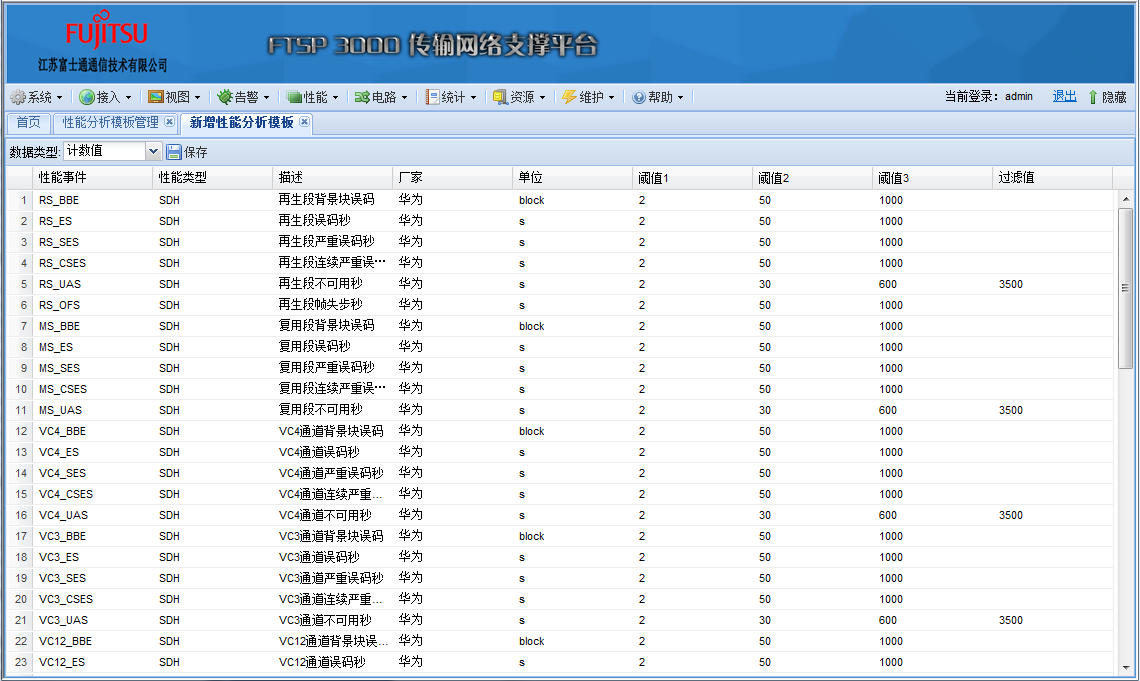 FUJITSU
江苏富士通通信技术有限公司
FTSP 3000 传输网络支撑平台
系统 接入 视图 告警 性能 电路 统计 资源 维护 帮助 当前登录: admin 退出 隐藏
首页 性能分析模板管理 新增性能分析模板
数据类型: 计数值 保存
性能事件 性能类型 描述 厂家 单位 阈值1 阈值2 阈值3 过滤值
1 RS_BBE SDH 再生段背景块误码 华为 block 2 50 1000
2 RS_ES SDH 再生段误码秒 华为 s 2 50 1000
3 RS_SES SDH 再生段严重误码秒 华为 s 2 50 1000
4 RS_CSES SDH 再生段连续严重误… 华为 s 2 50 1000
5 RS_UAS SDH 再生段不可用秒 华为 s 2 30 600 3500
6 RS_OFS SDH 再生段帧失步秒 华为 s 2 50 1000
7 MS_BBE SDH 复用段背景块误码 华为 block 2 50 1000
8 MS_ES SDH 复用段误码秒 华为 s 2 50 1000
9 MS_SES SDH 复用段严重误码秒 华为 s 2 50 1000
10 MS_CSES SDH 复用段连续严重误… 华为 s 2 50 1000
11 MS_UAS SDH 复用段不可用秒 华为 s 2 30 600 3500
12 VC4_BBE SDH VC4通道背景块误码 华为 block 2 50 1000
13 VC4_ES SDH VC4通道误码秒 华为 s 2 50 1000
14 VC4_SES SDH VC4通道严重误码秒 华为 s 2 50 1000
15 VC4_CSES SDH VC4通道连续严重... 华为 s 2 50 1000
16 VC4_UAS SDH VC4通道不可用秒 华为 s 2 30 600 3500
17 VC3_BBE SDH VC3通道背景块误码 华为 block 2 50 1000
18 VC3_ES SDH VC3通道误码秒 华为 s 2 50 1000
19 VC3_SES SDH VC3通道严重误码秒 华为 s 2 50 1000
20 VC3_CSES SDH VC3通道连续严重... 华为 s 2 50 1000
21 VC3_UAS SDH VC3通道不可用秒 华为 s 2 30 600 3500
22 VC12_BBE SDH VC12通道背景块误... 华为 block 2 50 1000
23 VC12_ES SDH VC12通道误码秒 华为 s 2 50 1000